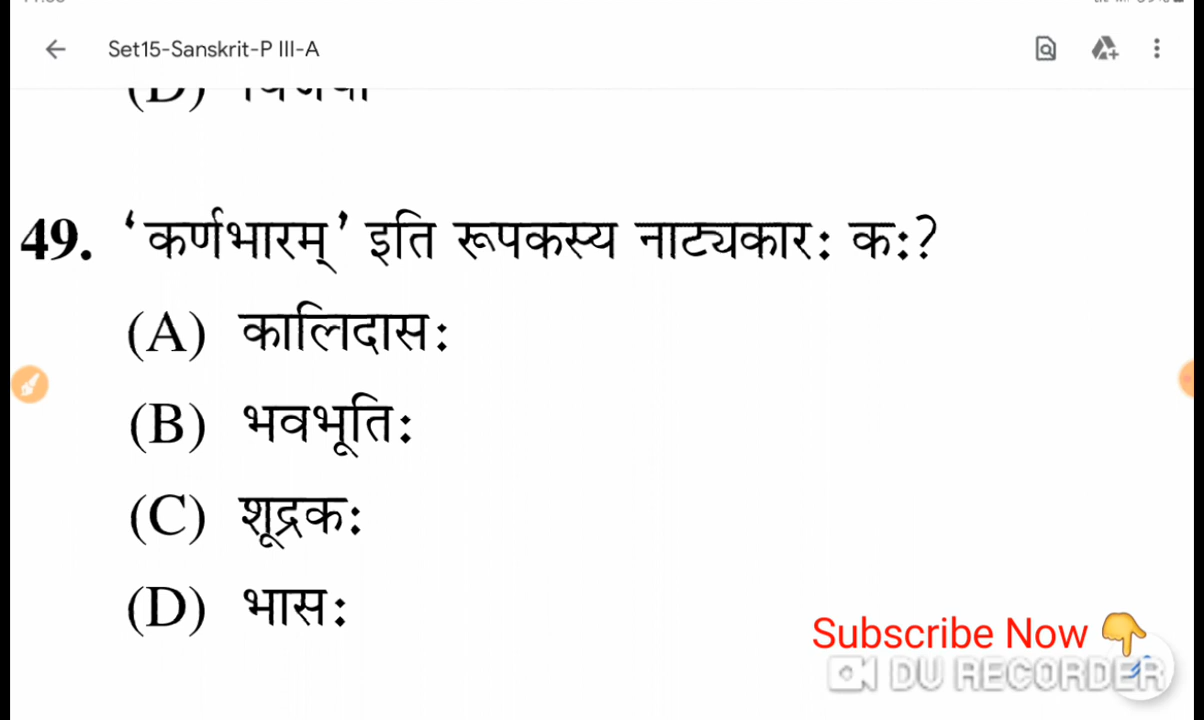 Set15-Sanskrit-P III-A
49. ‘कर्णभारम्’ इति रूपकस्य नाट्यकारः कः?
(A) कालिदासः
(B) भवभूतिः
(C) शूद्रकः
(D) भासः
Subscribe Now 👇
DU RECORDER